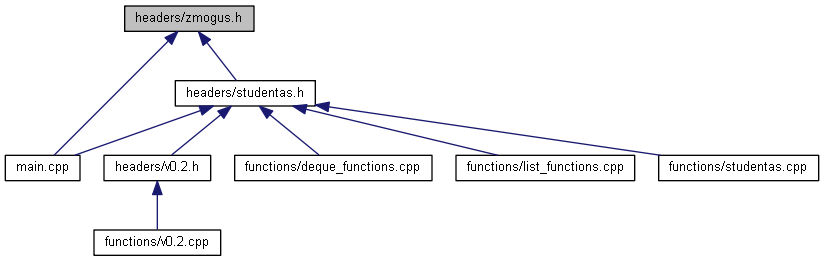 headers/zmogus.h
headers/studentas.h
main.cpp
headers/v0.2.h
functions/deque_functions.cpp
functions/list_functions.cpp
functions/studentas.cpp
functions/v0.2.cpp